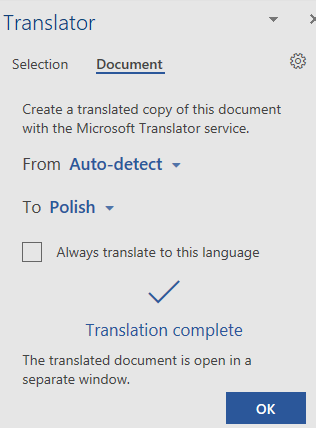 Translator
Selection Document
Create a translated copy of this document
with the Microsoft Translator service.
From Auto-detect
To Polish
Always translate to this language
Translation complete
The translated document is open in a
separate window.
OK